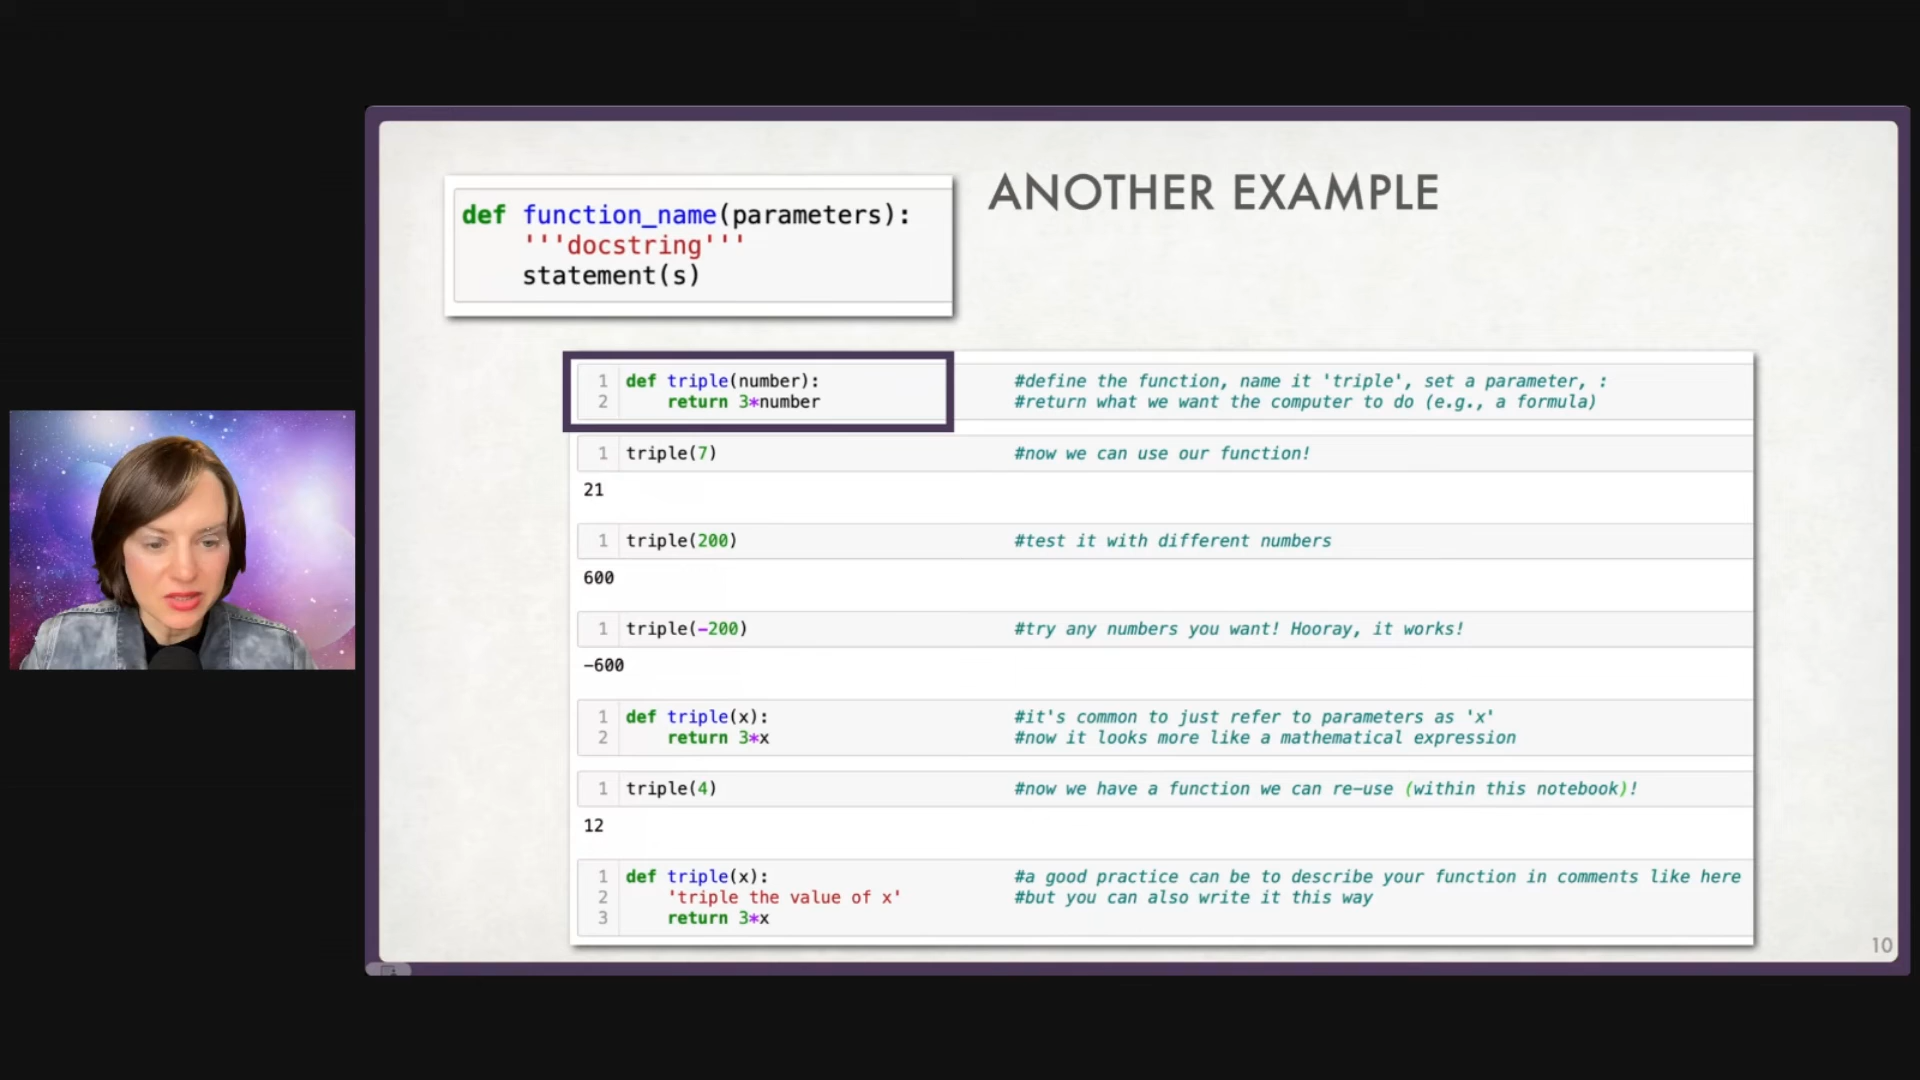 ANOTHER EXAMPLE
def function_name(parameters):
'''docstring'''
statement(s)
1 def triple(number): #define the function, name it 'triple', set a parameter, :
2 return 3*number #return what we want the computer to do (e.g., a formula)
1 triple(7) #now we can use our function!
21
1 triple(200) #test it with different numbers
600
1 triple(-200) #try any numbers you want! Hooray, it works!
-600
1 def triple(x): #it's common to just refer to parameters as 'x'
2 return 3*x #now it looks more like a mathematical expression
1 triple(4) #now we have a function we can re-use (within this notebook)!
12
1 def triple(x): #a good practice can be to describe your function in comments like here
2 'triple the value of x' #but you can also write it this way
3 return 3*x
10